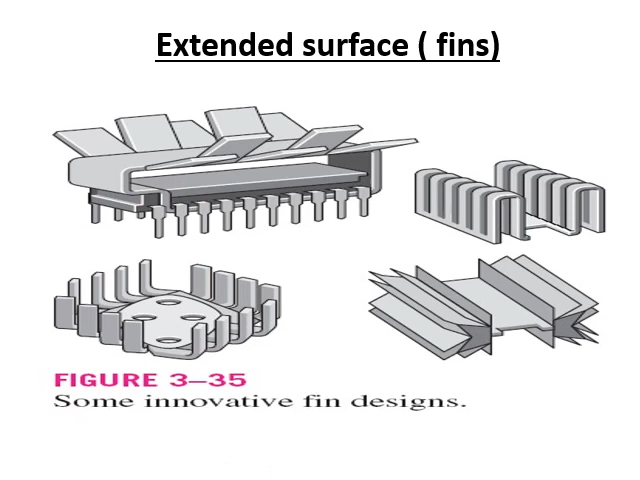 Extended surface ( fins)
FIGURE 3–35
Some innovative fin designs.